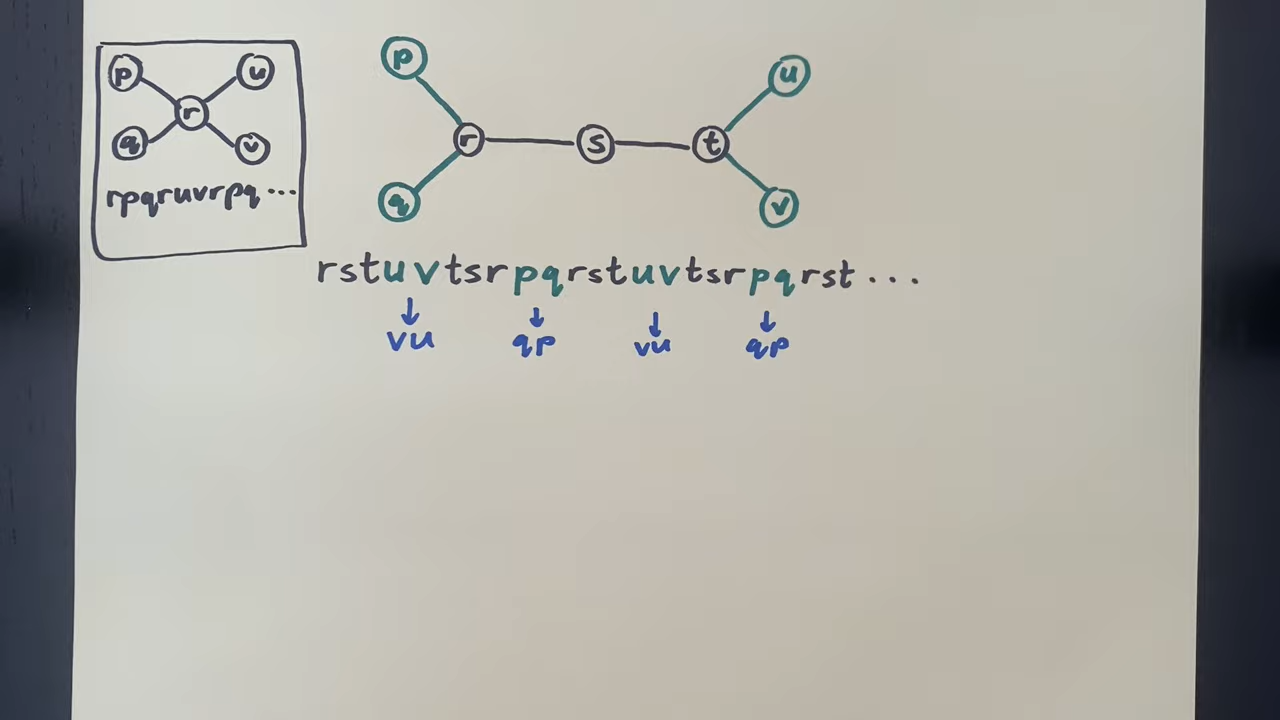 p u
r
q v
rpqruvrpq...
p u
r s t
q v
rstuvtsrpqrstuvtsrpqrst...
vu qp vu qp